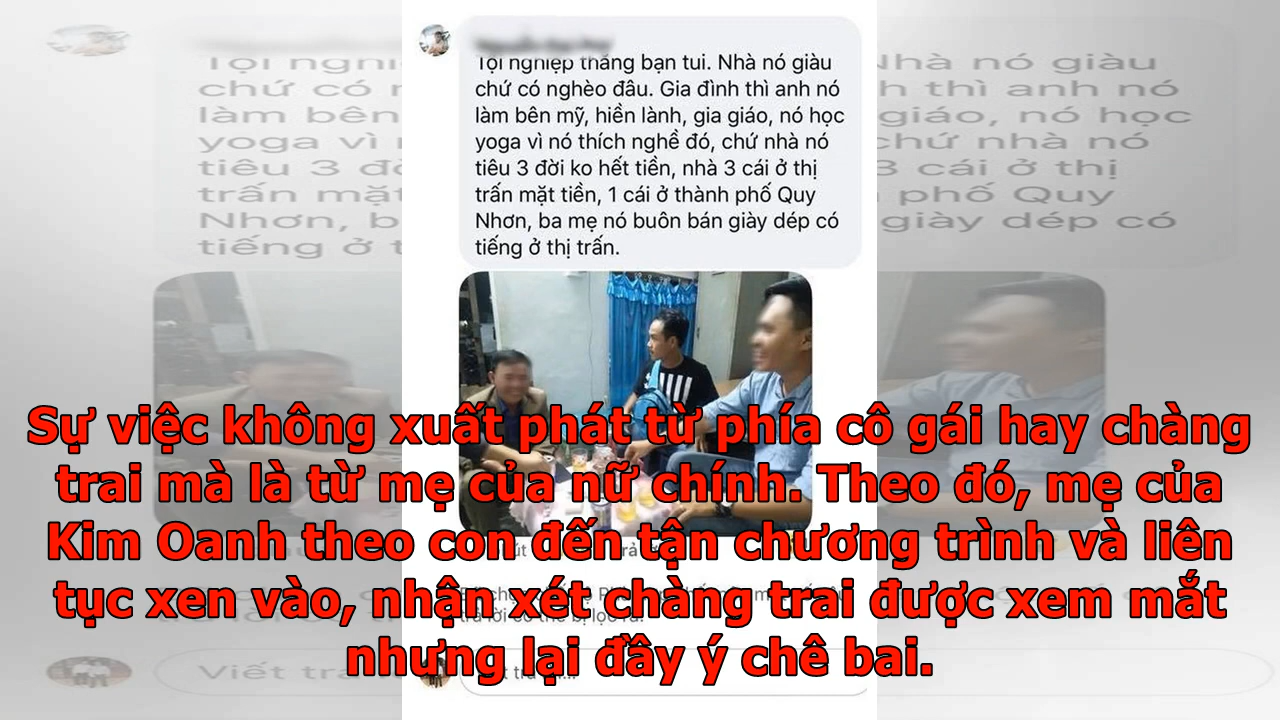 Tội nghiệp thằng bạn tui. Nhà nó giàu
chứ có nghèo đâu. Gia đình thì anh nó
làm bên mỹ, hiền lành, gia giáo, nó học
yoga vì nó thích nghề đó, chứ nhà nó
tiêu 3 đời ko hết tiền, nhà 3 cái ở thị
trấn mặt tiền, 1 cái ở thành phố Quy
Nhơn, ba mẹ nó buôn bán giày dép có
tiếng ở thị trấn.
Sự việc không xuất phát từ phía cô gái hay chàng
trai mà là từ mẹ của nữ chính. Theo đó, mẹ của
Kim Oanh theo con đến tận chương trình và liên
tục xen vào, nhận xét chàng trai được xem mắt
nhưng lại đầy ý chê bai.
Viết trả